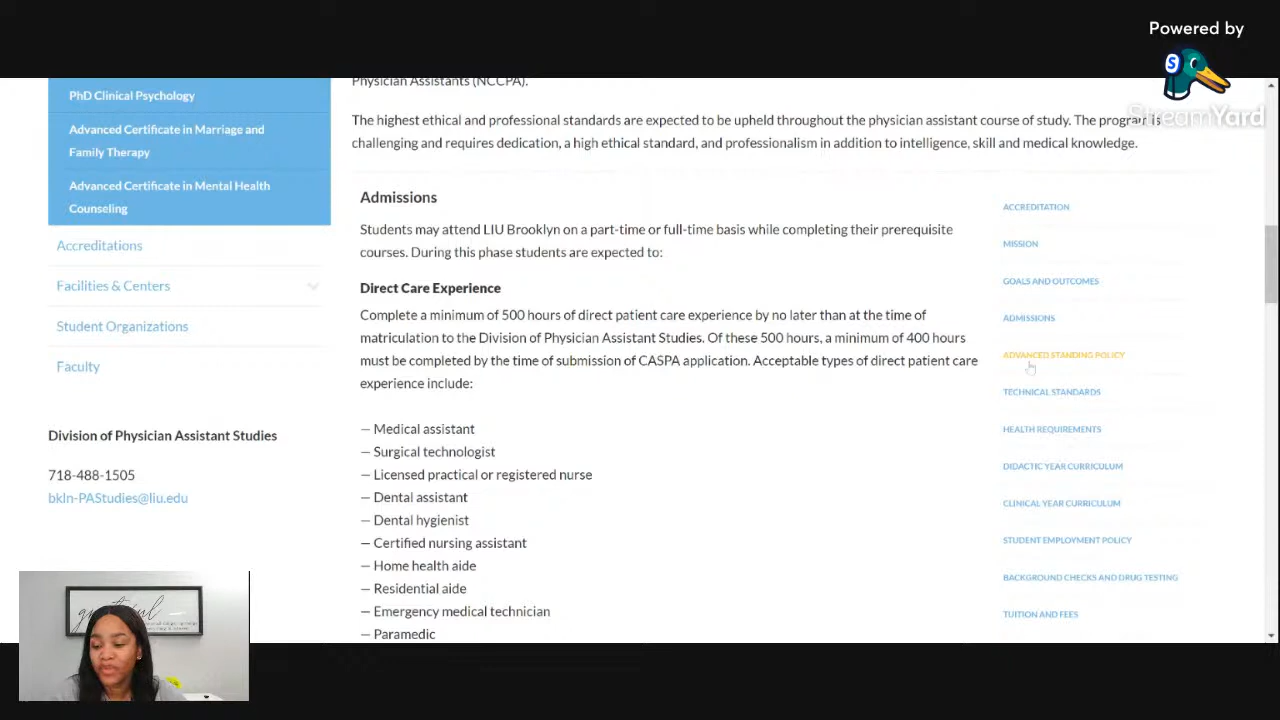 Powered by
StreamYard
PhD Clinical Psychology
Advanced Certificate in Marriage and
Family Therapy
Advanced Certificate in Mental Health
Counseling
Accreditations
Facilities & Centers
Student Organizations
Faculty
Division of Physician Assistant Studies
718-488-1505
bkln-PAStudies@liu.edu
Physician Assistants (NCCPA).
The highest ethical and professional standards are expected to be upheld throughout the physician assistant course of study. The program is
challenging and requires dedication, a high ethical standard, and professionalism in addition to intelligence, skill and medical knowledge.
Admissions
Students may attend LIU Brooklyn on a part-time or full-time basis while completing their prerequisite
courses. During this phase students are expected to:
Direct Care Experience
Complete a minimum of 500 hours of direct patient care experience by no later than at the time of
matriculation to the Division of Physician Assistant Studies. Of these 500 hours, a minimum of 400 hours
must be completed by the time of submission of CASPA application. Acceptable types of direct patient care
experience include:
— Medical assistant
— Surgical technologist
— Licensed practical or registered nurse
— Dental assistant
— Dental hygienist
— Certified nursing assistant
— Home health aide
— Residential aide
— Emergency medical technician
— Paramedic
ACCREDITATION
MISSION
GOALS AND OUTCOMES
ADMISSIONS
ADVANCED STANDING POLICY
TECHNICAL STANDARDS
HEALTH REQUIREMENTS
DIDACTIC YEAR CURRICULUM
CLINICAL YEAR CURRICULUM
STUDENT EMPLOYMENT POLICY
BACKGROUND CHECKS AND DRUG TESTING
TUITION AND FEES
grateful